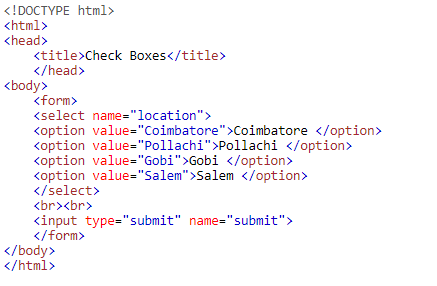 <!DOCTYPE html>
<html>
<head>
    <title>Check Boxes</title>
    </head>
<body>
    <form>
    <select name="location">
    <option value="Coimbatore">Coimbatore </option>
    <option value="Pollachi">Pollachi </option>
    <option value="Gobi">Gobi </option>
    <option value="Salem">Salem </option>
    </select>
    <br><br>
    <input type="submit" name="submit">
    </form>
</body>
</html>